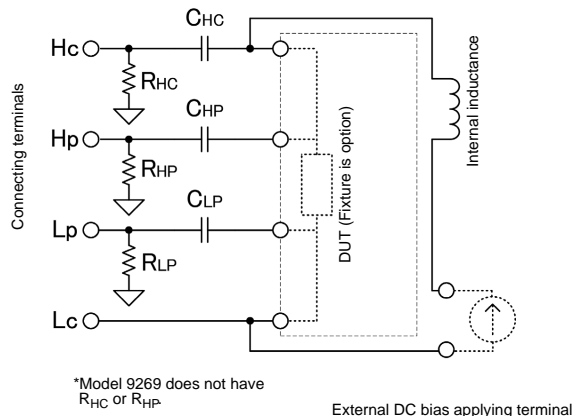 CHC
Hc
RHC
CHP
Hp
RHP
CLP
Lp
RLP
Lc
Connecting terminals
DUT (Fixture is option)
Internal inductance
*Model 9269 does not have
RHC or RHP.
External DC bias applying terminal